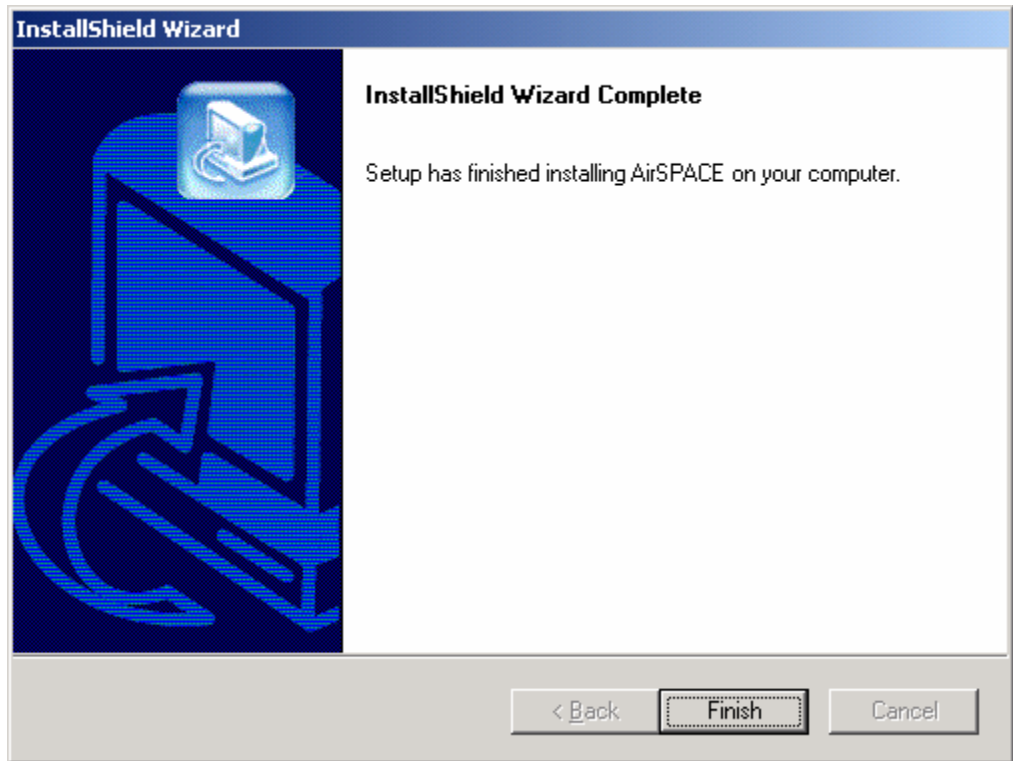 InstallShield Wizard
InstallShield Wizard Complete
Setup has finished installing AirSPACE on your computer.
< Back Finish Cancel